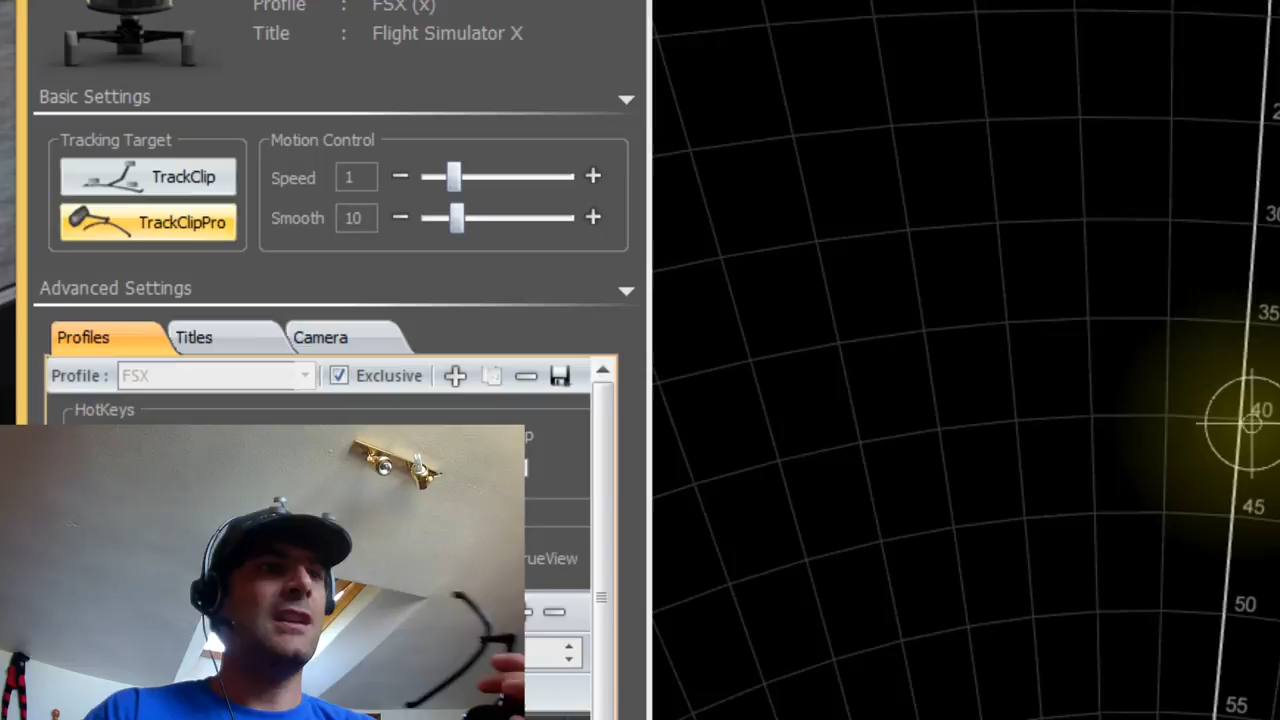 Profile : FSX (x)
Title : Flight Simulator X
Basic Settings
Tracking Target
Motion Control
TrackClip
Speed 1
TrackClipPro
Smooth 10
Advanced Settings
Profiles Titles Camera
Profile : FSX Exclusive
HotKeys
30
35
40
45
50
55